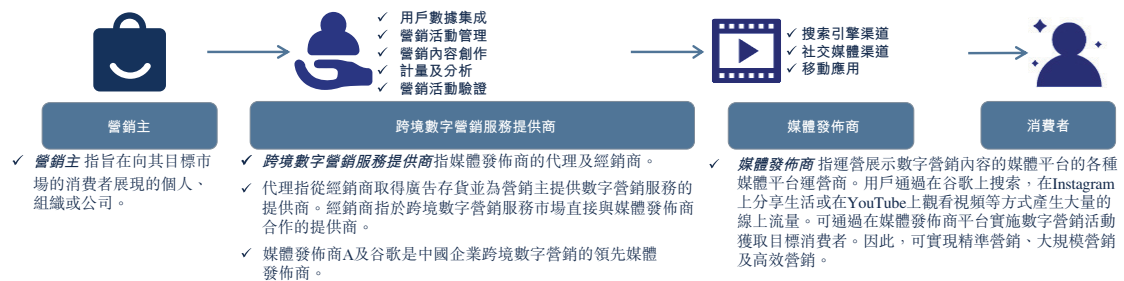 ✓ 用戶數據集成
✓ 營銷活動管理
✓ 營銷內容創作
✓ 計量及分析
✓ 營銷活動驗證
✓ 搜索引擎渠道
✓ 社交媒體渠道
✓ 移動應用
營銷主
跨境數字營銷服務提供商
媒體發佈商
消費者
✓ 營銷主 指旨在向其目標市
場的消費者展現的個人、
組織或公司。
✓ 跨境數字營銷服務提供商指媒體發佈商的代理及經銷商。
✓ 代理指從經銷商取得廣告存貨並為營銷主提供數字營銷服務的
提供商。經銷商指於跨境數字營銷服務市場直接與媒體發佈商
合作的提供商。
✓ 媒體發佈商A及谷歌是中國企業跨境數字營銷的領先媒體
發佈商。
✓ 媒體發佈商 指運營展示數字營銷內容的媒體平台的各種
媒體平台運營商。用戶通過在谷歌上搜索，在Instagram
上分享生活或在YouTube上觀看視頻等方式產生大量的
線上流量。可通過在媒體發佈商平台實施數字營銷活動
獲取目標消費者。因此，可實現精準營銷、大規模營銷
及高效營銷。